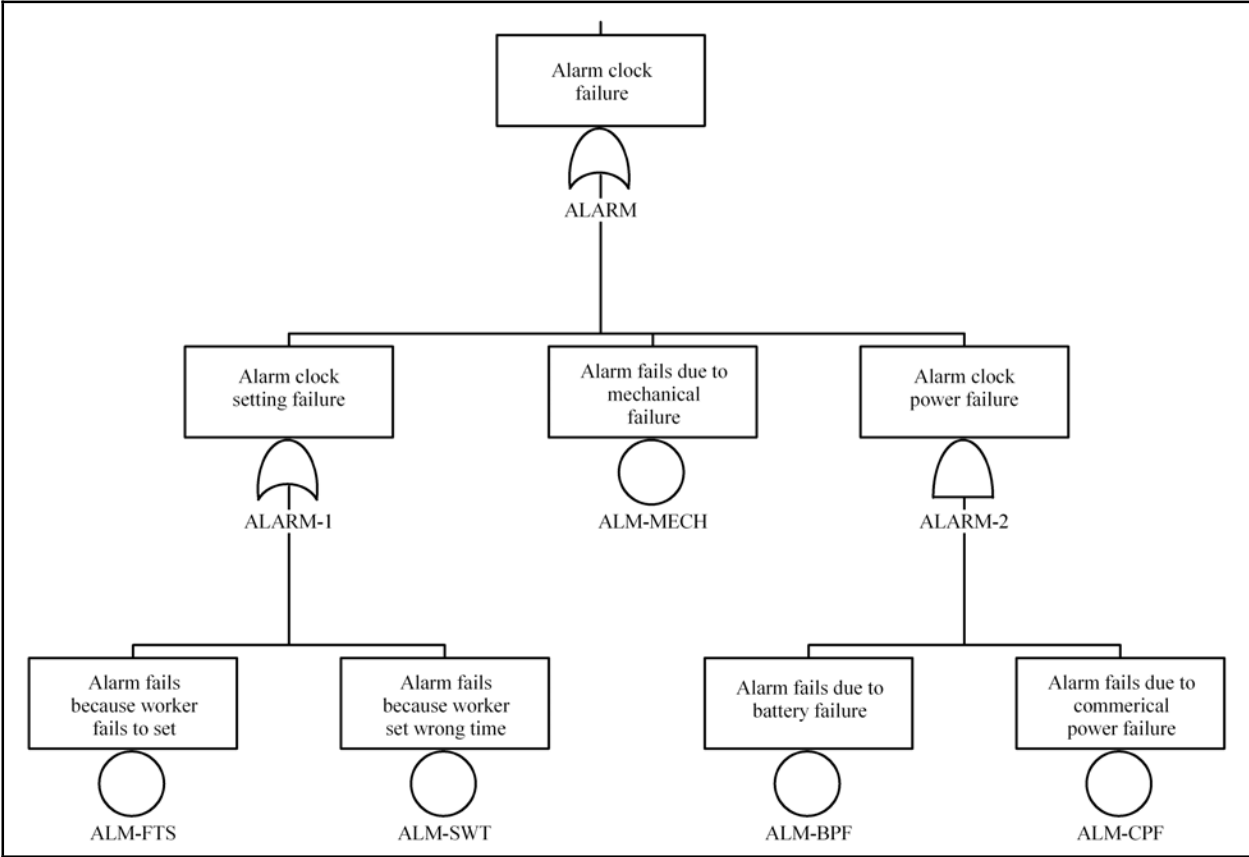 Alarm clock
failure
ALARM
Alarm clock
setting failure
ALARM-1
Alarm fails due to
mechanical
failure
ALM-MECH
Alarm clock
power failure
ALARM-2
Alarm fails
because worker
fails to set
ALM-FTS
Alarm fails
because worker
set wrong time
ALM-SWT
Alarm fails due to
battery failure
ALM-BPF
Alarm fails due to
commerical
power failure
ALM-CPF